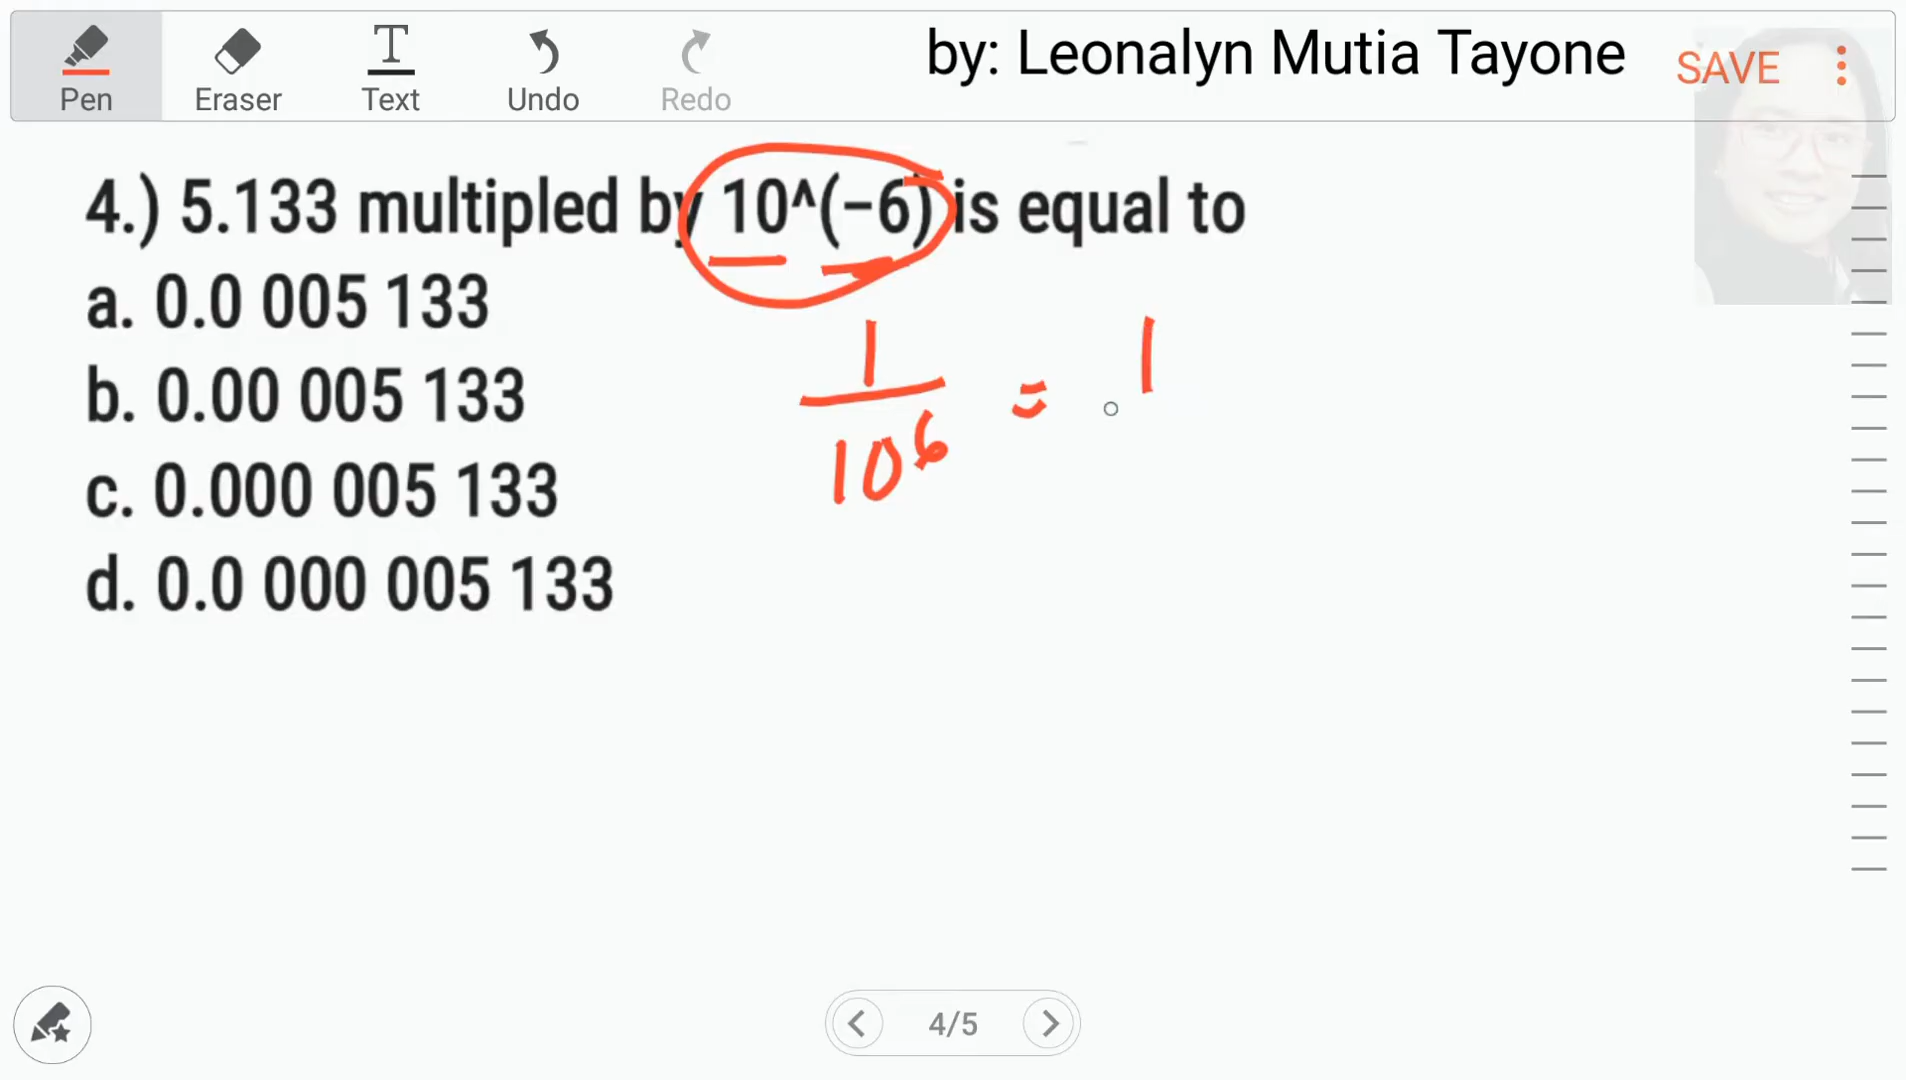 Pen Eraser Text Undo Redo by: Leonalyn Mutia Tayone SAVE
4.) 5.133 multipled by 10^(−6) is equal to
a. 0.0 005 133
b. 0.00 005 133
c. 0.000 005 133
d. 0.0 000 005 133
1 = 1
10^6
4/5